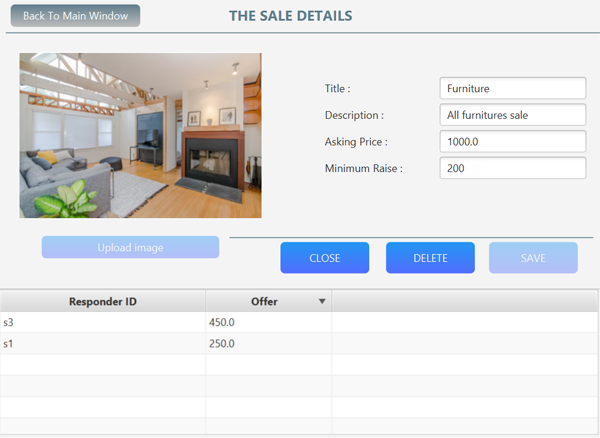 Back To Main Window
THE SALE DETAILS
Title :
Furniture
Description :
All furnitures sale
Asking Price :
1000.0
Minimum Raise :
200
Upload image
CLOSE
DELETE
SAVE
Responder ID
Offer
s3
450.0
s1
250.0